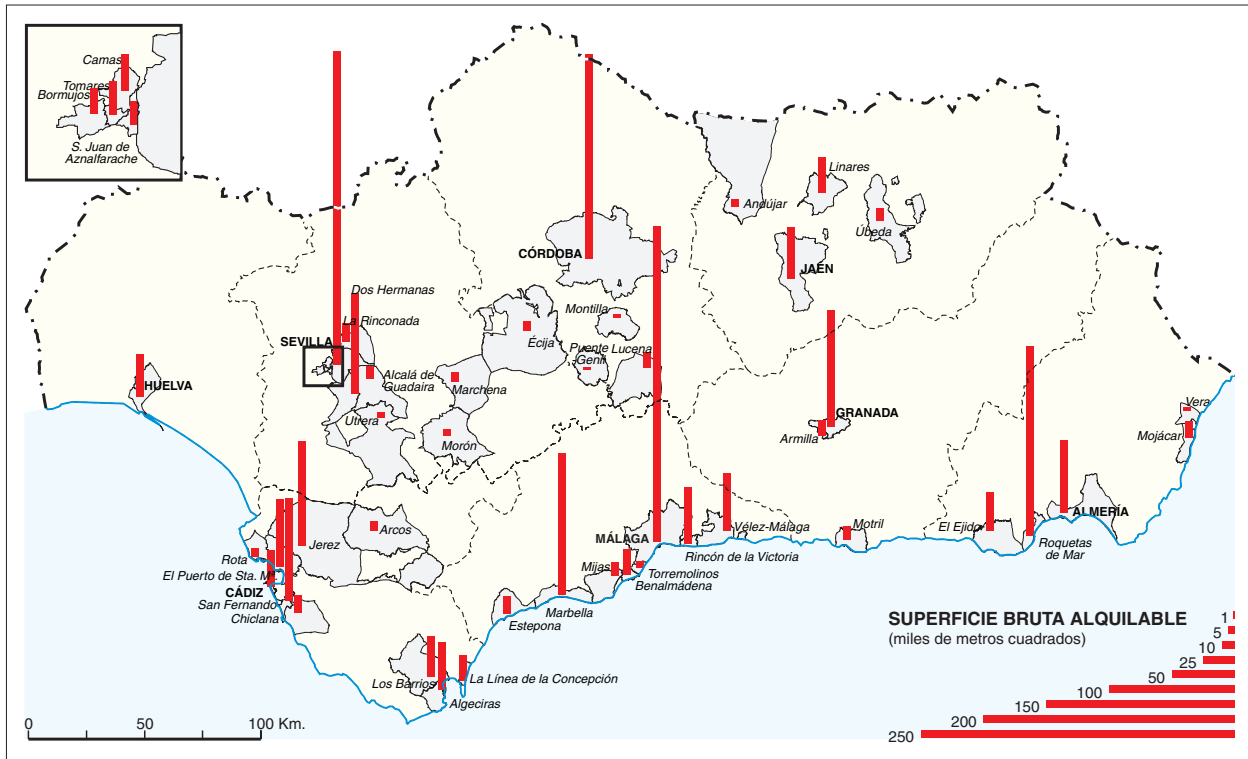 Camas
Tomares
Bormujos
S. Juan de
Aznalfarache
Linares
Andújar
Úbeda
CÓRDOBA
JAÉN
Dos Hermanas
Montilla
La Rinconada
SEVILLA
Écija
Puente
Genil
Lucena
Alcalá de
Guadaira
Marchena
HUELVA
Vera
GRANADA
Utrera
Armilla
Mojácar
Morón
Arcos
Vélez-Málaga
Motril
El Ejido
ALMERÍA
MÁLAGA
Jerez
Rota
Rincón de la Victoria
Roquetas
de Mar
Mijas
Torremolinos
Benalmádena
El Puerto de Sta. Mª
CÁDIZ
San Fernando
Chiclana
Marbella
Estepona
SUPERFICIE BRUTA ALQUILABLE
(miles de metros cuadrados)
1
5
10
25
50
100
150
200
250
La Línea de la Concepción
Los Barrios
Algeciras
0 50 100 Km.